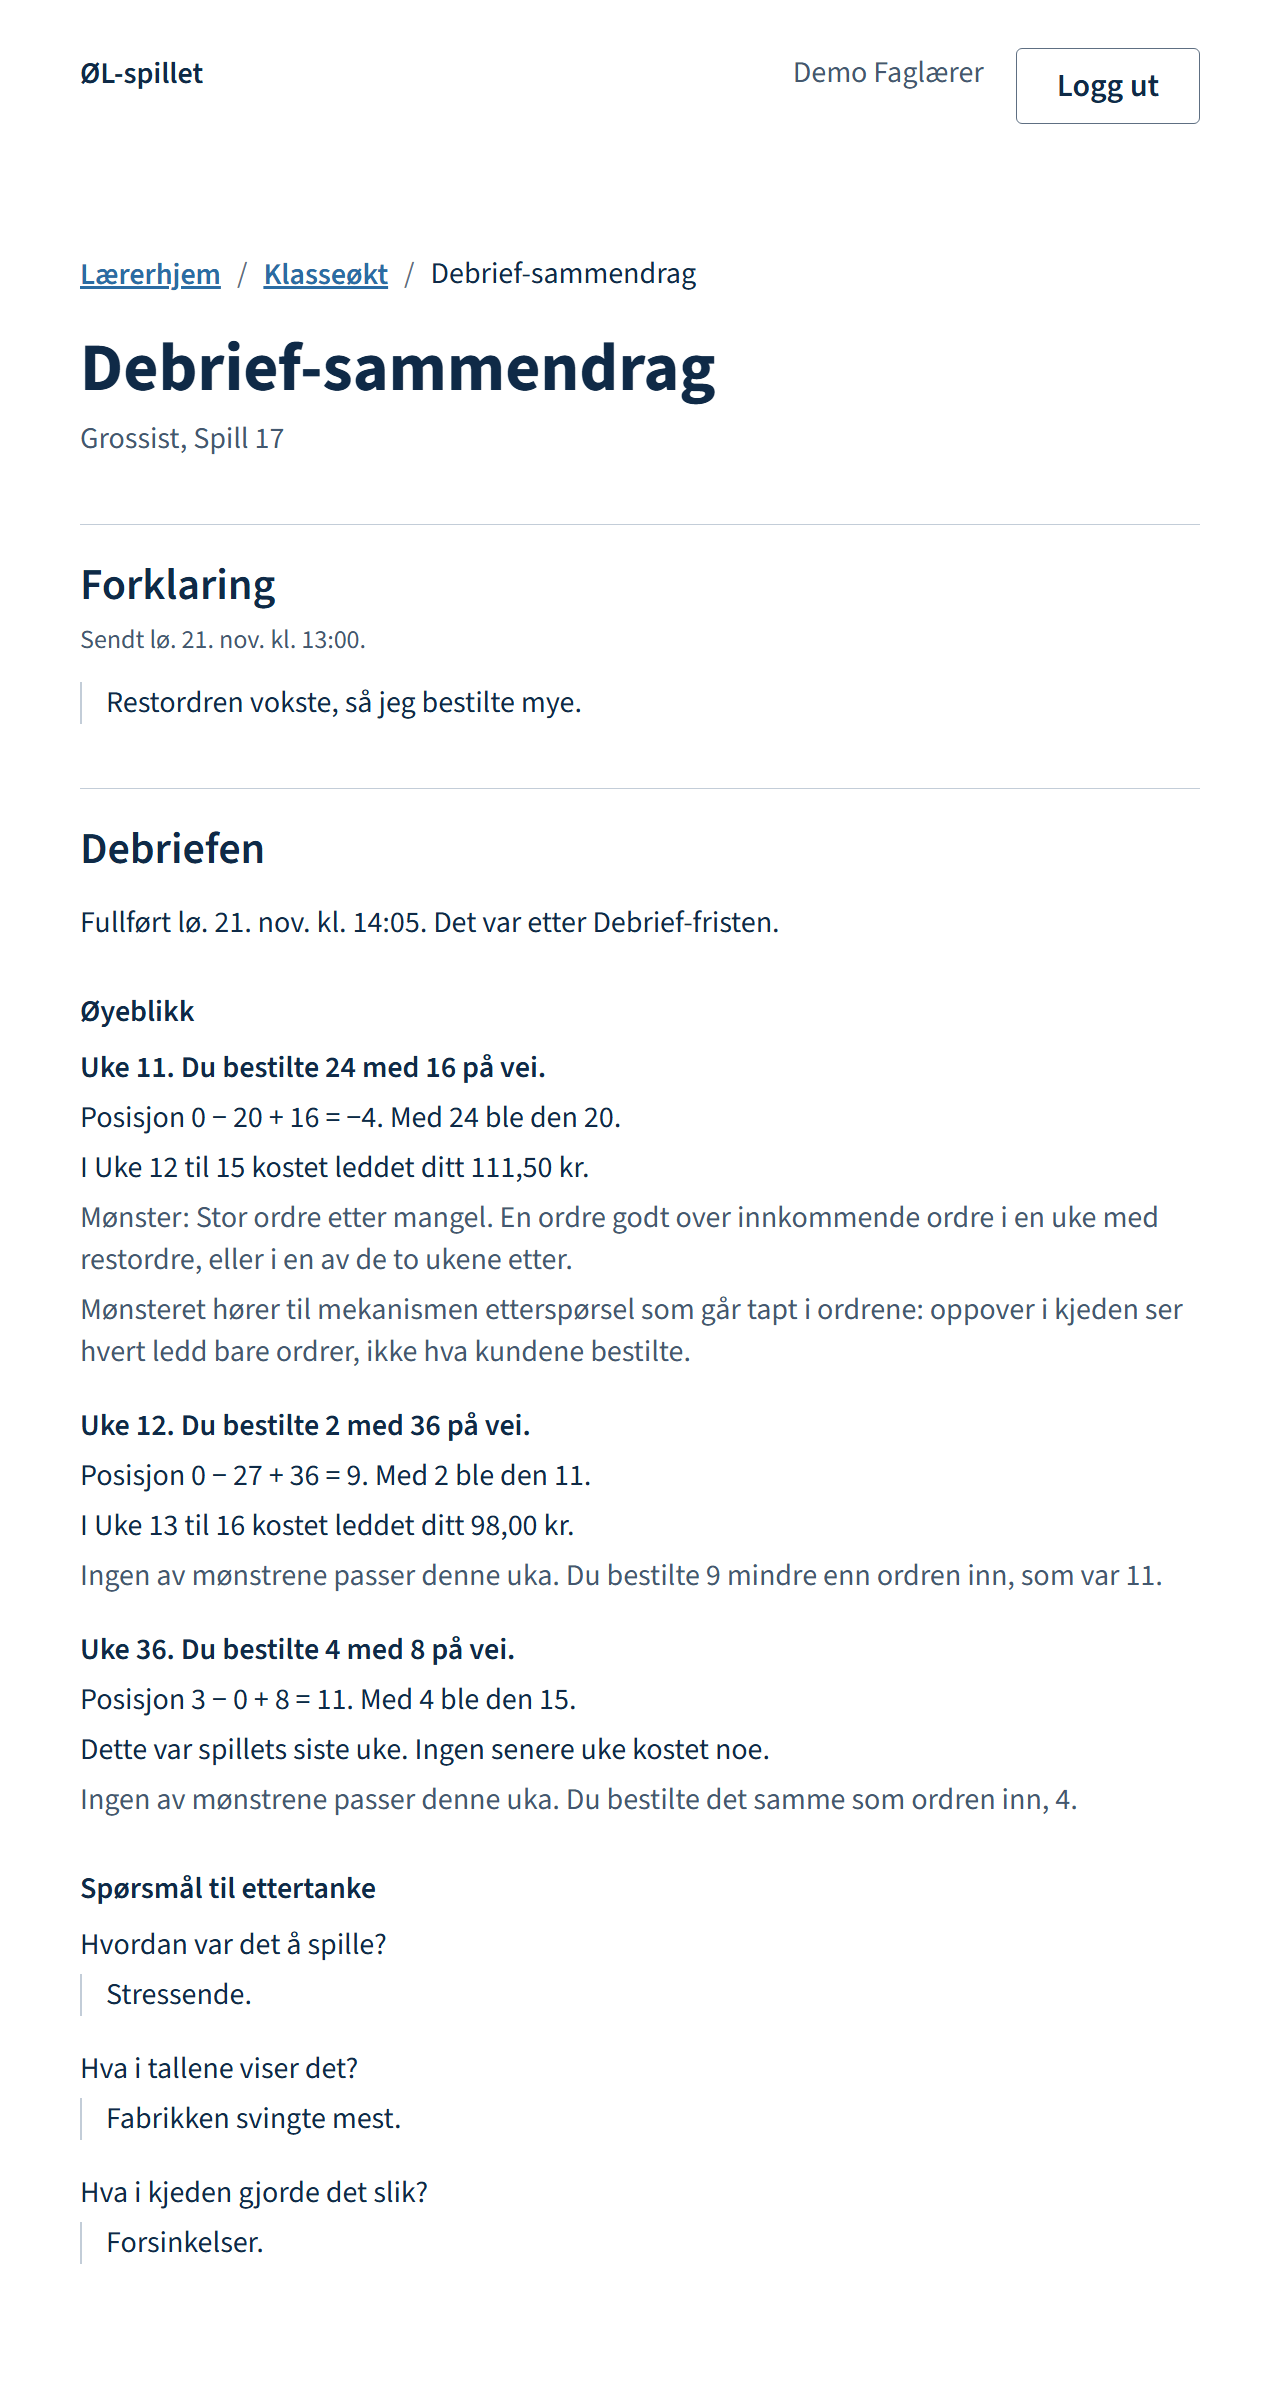 ØL-spillet
Demo Faglærer
Logg ut
Lærerhjem / Klasseøkt / Debrief-sammendrag
Debrief-sammendrag
Grossist, Spill 17
Forklaring
Sendt lø. 21. nov. kl. 13:00.
Restordren vokste, så jeg bestilte mye.
Debriefen
Fullført lø. 21. nov. kl. 14:05. Det var etter Debrief-fristen.
Øyeblikk
Uke 11. Du bestilte 24 med 16 på vei.
Posisjon 0 − 20 + 16 = −4. Med 24 ble den 20.
I Uke 12 til 15 kostet leddet ditt 111,50 kr.
Mønster: Stor ordre etter mangel. En ordre godt over innkommende ordre i en uke med
restordre, eller i en av de to ukene etter.
Mønsteret hører til mekanismen etterspørsel som går tapt i ordrene: oppover i kjeden ser
hvert ledd bare ordrer, ikke hva kundene bestilte.
Uke 12. Du bestilte 2 med 36 på vei.
Posisjon 0 − 27 + 36 = 9. Med 2 ble den 11.
I Uke 13 til 16 kostet leddet ditt 98,00 kr.
Ingen av mønstrene passer denne uka. Du bestilte 9 mindre enn ordren inn, som var 11.
Uke 36. Du bestilte 4 med 8 på vei.
Posisjon 3 − 0 + 8 = 11. Med 4 ble den 15.
Dette var spillets siste uke. Ingen senere uke kostet noe.
Ingen av mønstrene passer denne uka. Du bestilte det samme som ordren inn, 4.
Spørsmål til ettertanke
Hvordan var det å spille?
Stressende.
Hva i tallene viser det?
Fabrikken svingte mest.
Hva i kjeden gjorde det slik?
Forsinkelser.